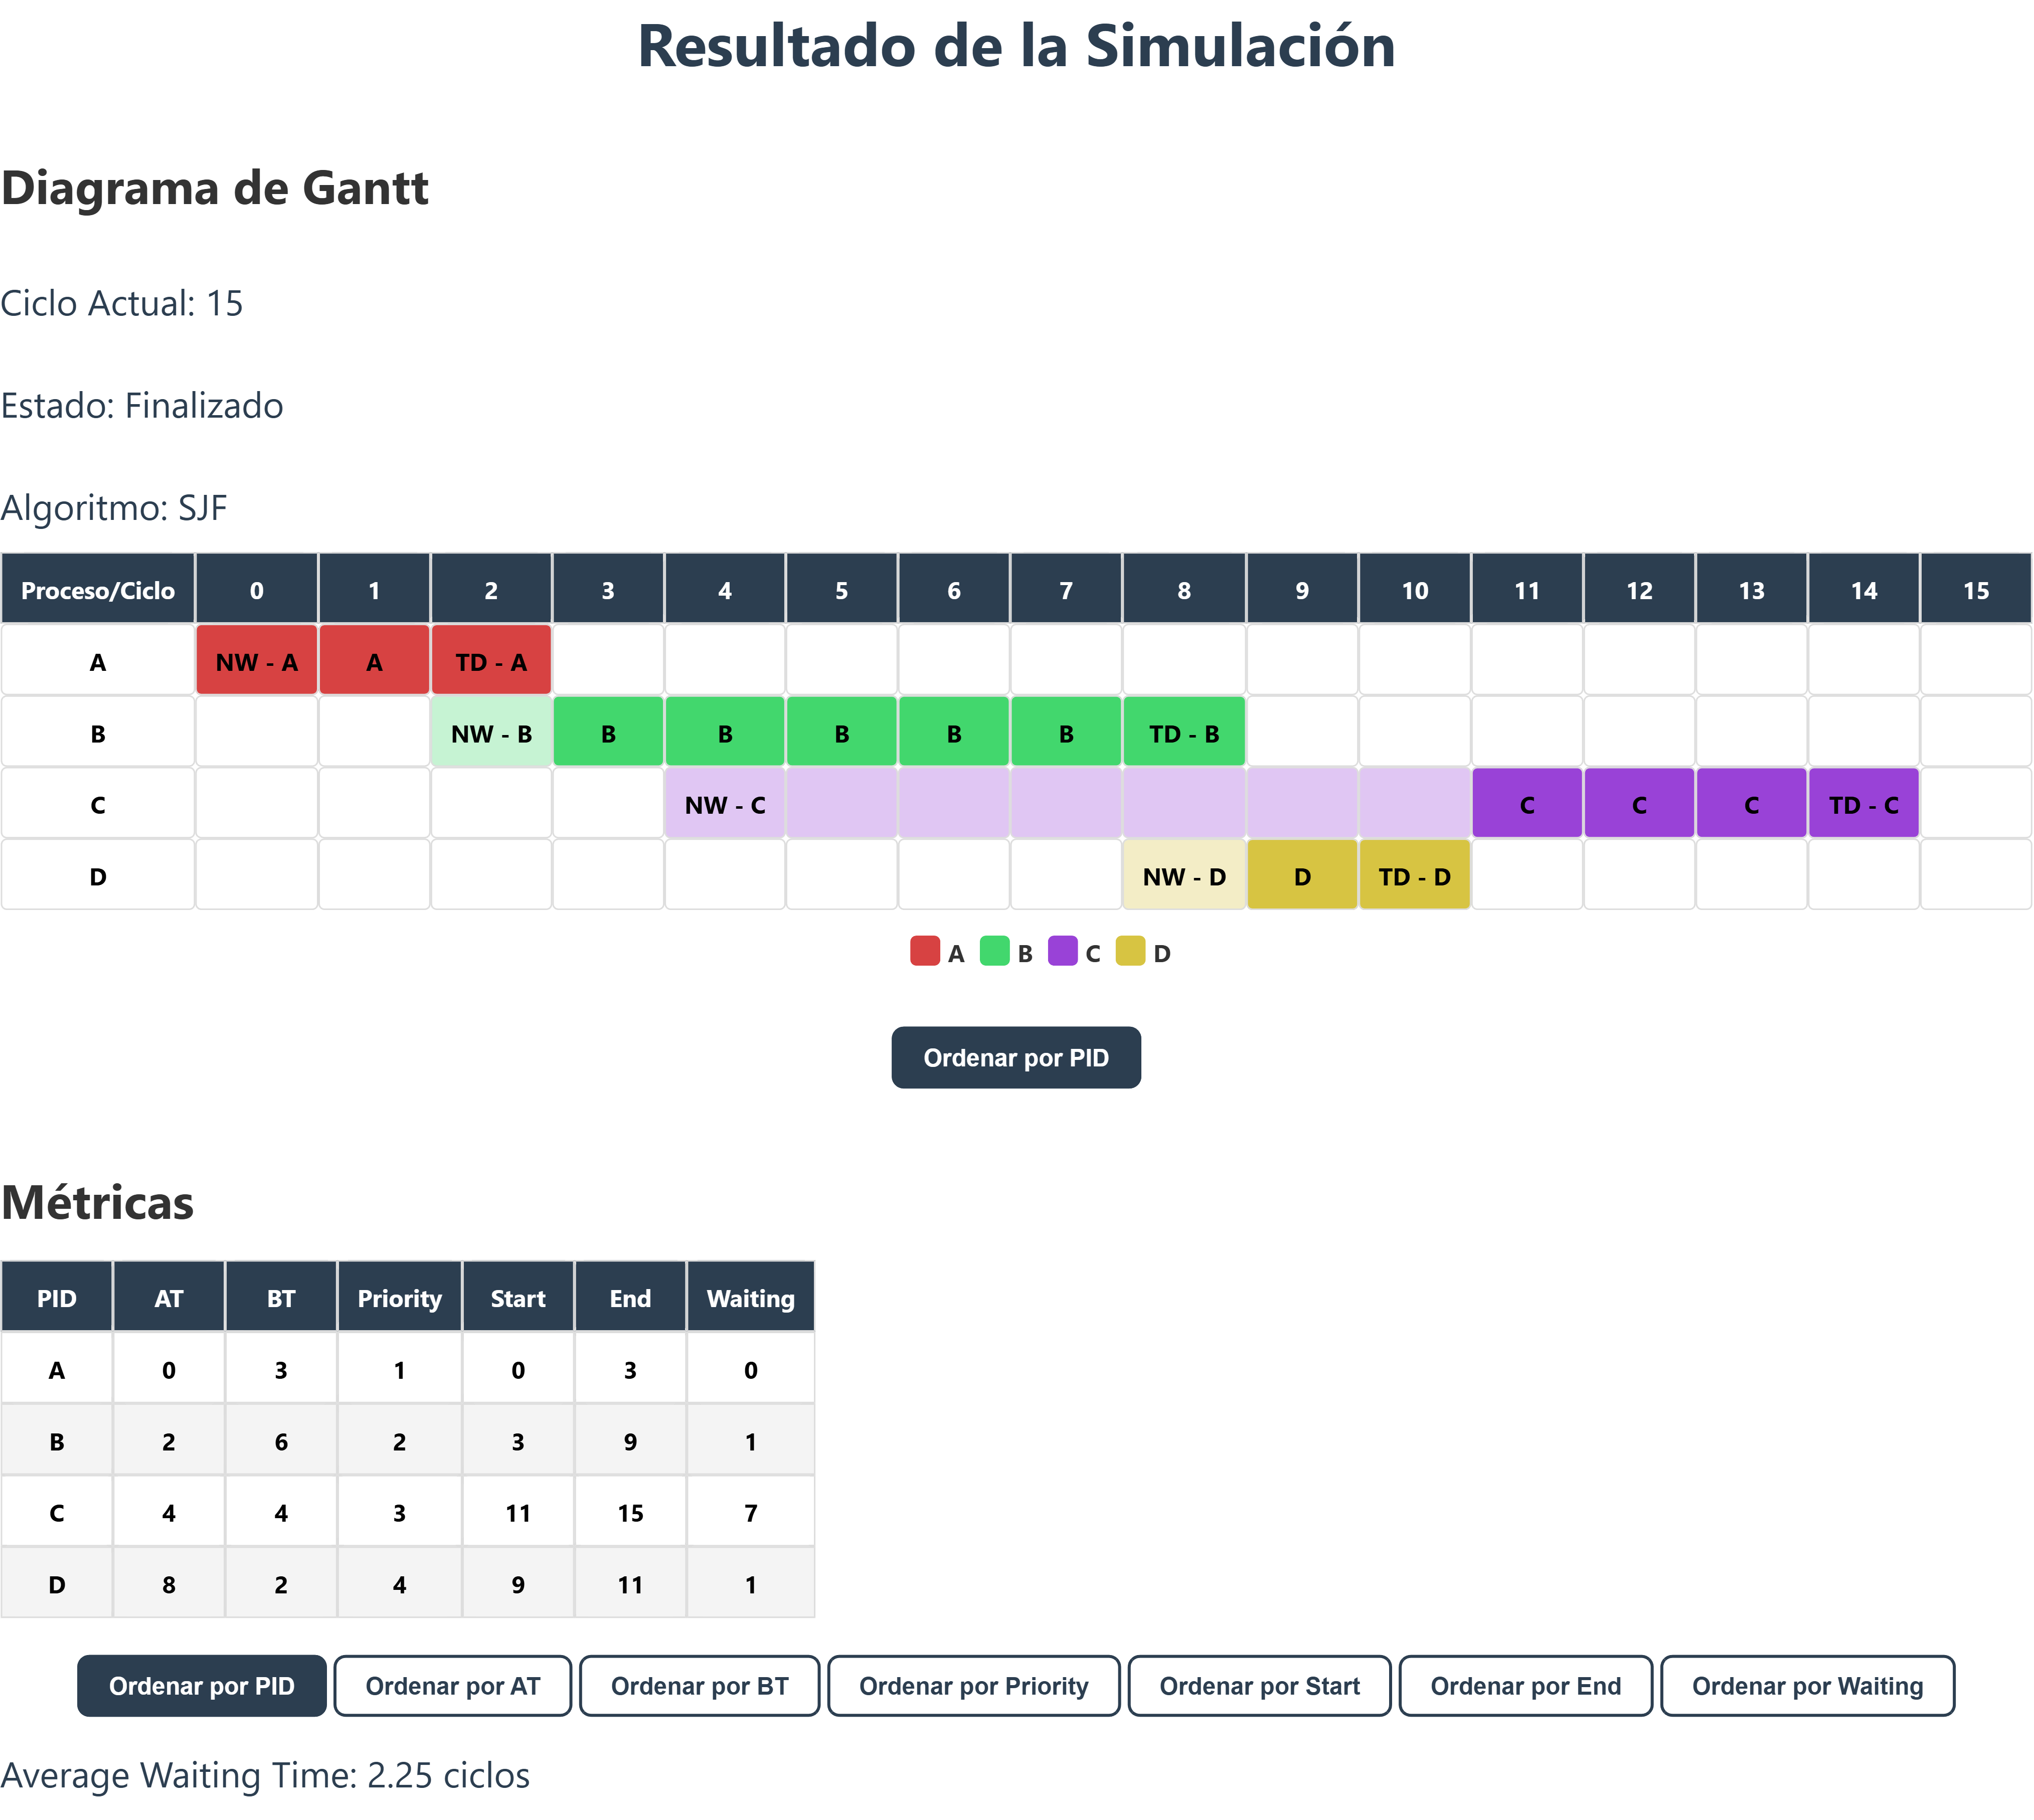 Resultado de la Simulación
Diagrama de Gantt
Ciclo Actual: 15
Estado: Finalizado
Algoritmo: SJF
Proceso/Ciclo 0 1 2 3 4 5 6 7 8 9 10 11 12 13 14 15
A NW - A A TD - A
B NW - B B B B B B TD - B
C NW - C C C C TD - C
D NW - D D TD - D
A B C D
Ordenar por PID
Métricas
PID AT BT Priority Start End Waiting
A 0 3 1 0 3 0
B 2 6 2 3 9 1
C 4 4 3 11 15 7
D 8 2 4 9 11 1
Ordenar por PID Ordenar por AT Ordenar por BT Ordenar por Priority Ordenar por Start Ordenar por End Ordenar por Waiting
Average Waiting Time: 2.25 ciclos